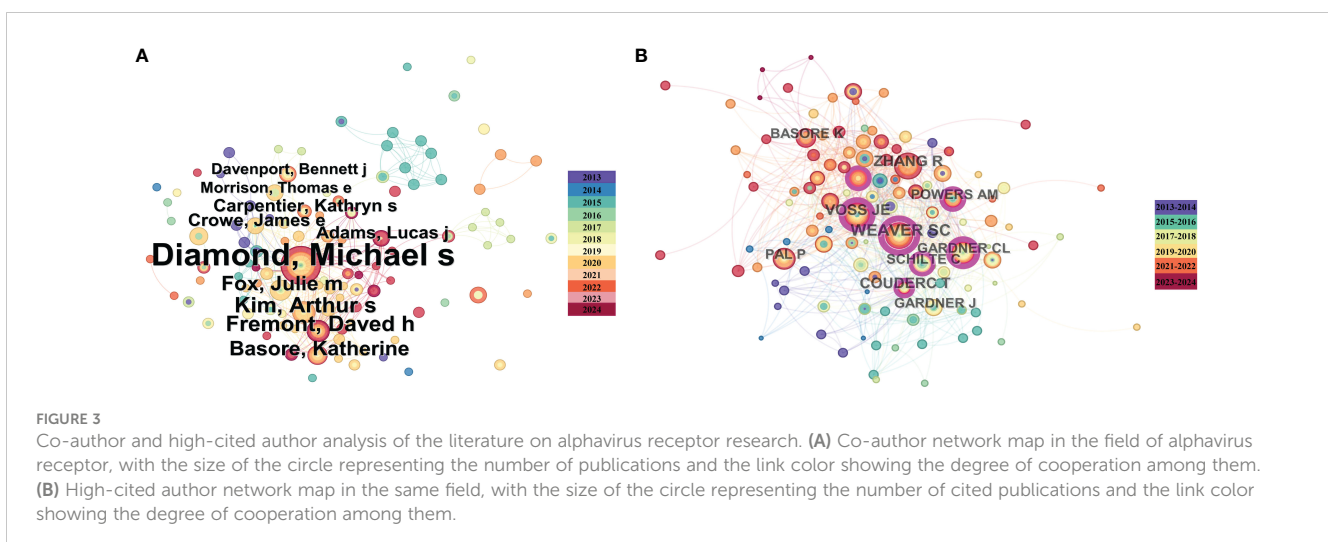 A
Davenport, Bennett j
Morrison, Thomas e
Carpentier, Kathryn s
Crowe, James e
Adams, Lucas j
Diamond, Michael s
Fox, Julie m
Kim, Arthur s
Fremont, Daved h
Basore, Katherine
2013
2014
2015
2016
2017
2018
2019
2020
2021
2022
2023
2024
B
BASORE K
ZHANG R
POWERS AM
VOSS JE
WEAVER SC
GARDNER CL
PAL P
SCHILTE C
COUDERC T
GARDNER J
2013-2014
2015-2016
2017-2018
2019-2020
2021-2022
2023-2024
FIGURE 3
Co-author and high-cited author analysis of the literature on alphavirus receptor research. (A) Co-author network map in the field of alphavirus
receptor, with the size of the circle representing the number of publications and the link color showing the degree of cooperation among them.
(B) High-cited author network map in the same field, with the size of the circle representing the number of cited publications and the link color
showing the degree of cooperation among them.